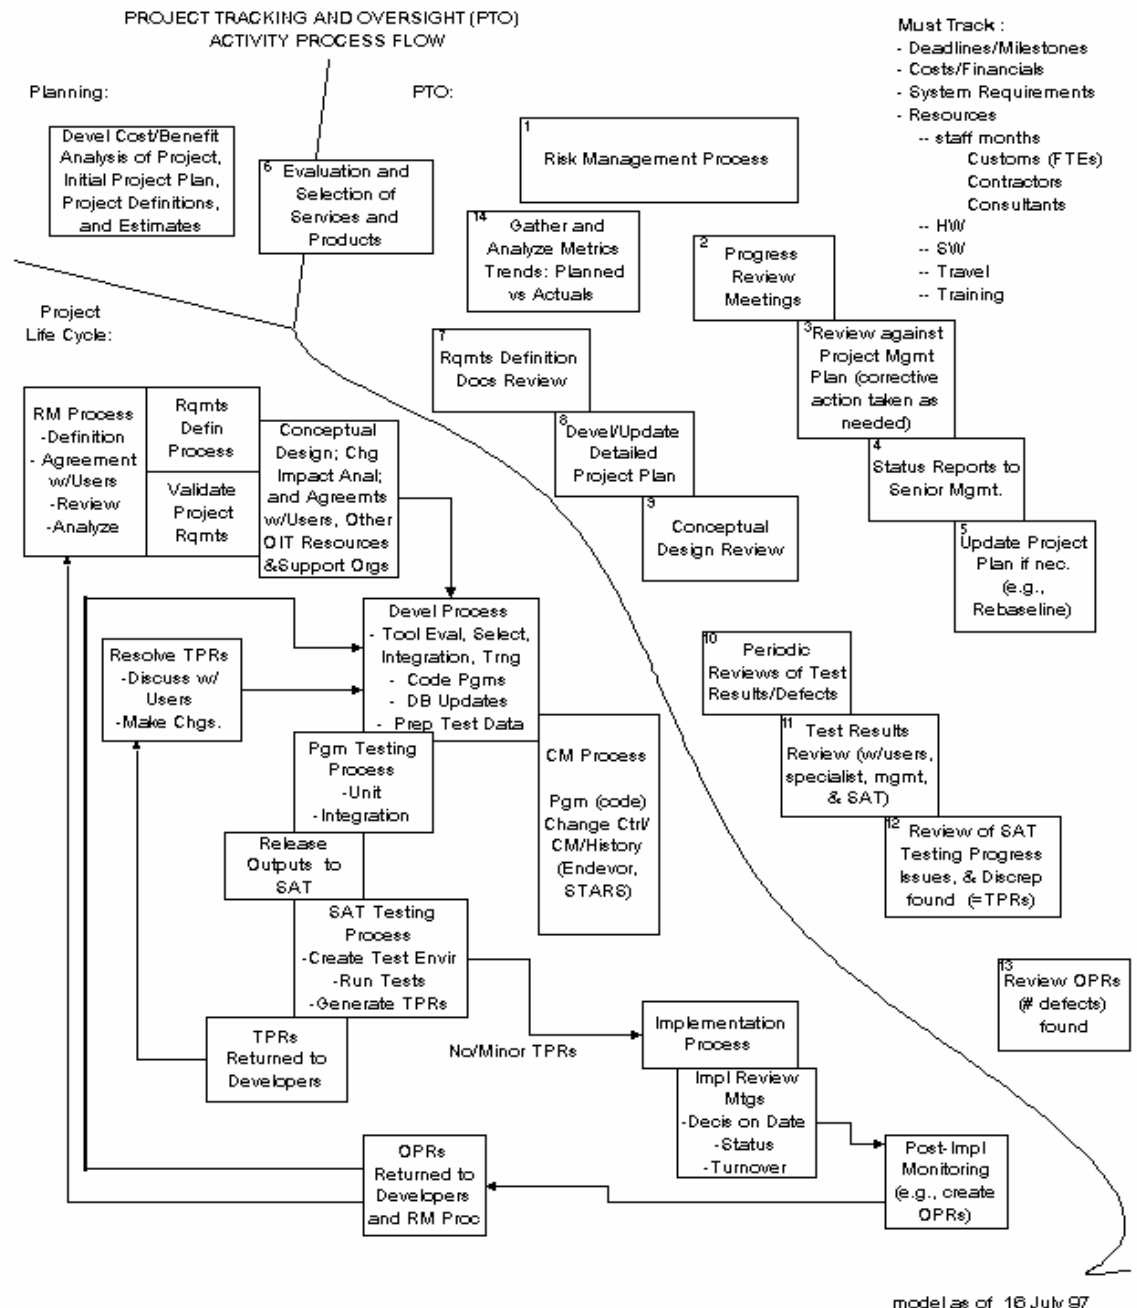 PROJECT TRACKING AND OVERSIGHT (PTO)
ACTIVITY PROCESS FLOW
Must Track :
- Deadlines/Milestones
- Costs/Financials
- System Requirements
- Resources
-- staff months
Customs (FTEs)
Contractors
Consultants
-- HW
-- SW
-- Travel
-- Training
Planning:
PTO:
Devel Cost/Benefit
Analysis of Project,
Initial Project Plan,
Project Definitions,
and Estimates
6
Evaluation and
Selection of
Services and
Products
1
Risk Management Process
14
Gather and
Analyze Metrics
Trends: Planned
vs Actuals
2
Progress
Review
Meetings
3
Review against
Project Mgmt
Plan (corrective
action taken as
needed)
4
Status Reports to
Senior Mgmt.
5
Update Project
Plan if nec.
(e.g.,
Rebaseline)
7
Rqmts Definition
Docs Review
8
Devel/Update
Detailed
Project Plan
9
Conceptual
Design Review
10
Periodic
Reviews of Test
Results/Defects
11
Test Results
Review (w/users,
specialist, mgmt,
& SAT)
12
Review of SAT
Testing Progress
Issues, & Discrep
found (=TPRs)
13
Review OPRs
(# defects)
found
Project
Life Cycle:
RM Process
-Definition
- Agreement
w/Users
-Review
-Analyze
Rqmts
Defin
Process
Validate
Project
Rqmts
Conceptual
Design; Chg
Impact Anal;
and Agreemts
w/Users, Other
OIT Resources
&Support Orgs
Devel Process
- Tool Eval, Select,
Integration, Trng
- Code Pgms
- DB Updates
- Prep Test Data
Resolve TPRs
-Discuss w/
Users
-Make Chgs.
Pgm Testing
Process
-Unit
-Integration
CM Process
Pgm (code)
Change Ctrl/
CM/History
(Endevor,
STARS)
Release
Outputs to
SAT
SAT Testing
Process
-Create Test Envir
-Run Tests
-Generate TPRs
TPRs
Returned to
Developers
No/Minor TPRs
Implementation
Process
Impl Review
Mtgs
-Decis on Date
-Status
-Turnover
OPRs
Returned to
Developers
and RM Proc
Post-Impl
Monitoring
(e.g., create
OPRs)
model as of 16 July 97